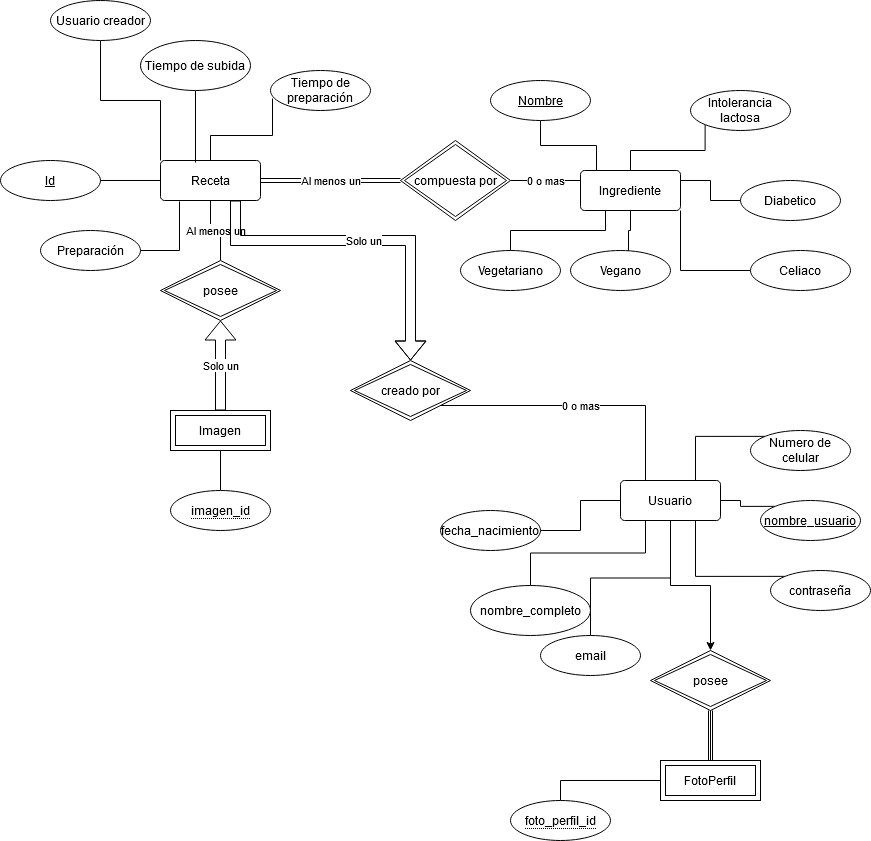 Usuario creador
Tiempo de subida
Tiempo de
preparación
Nombre
Intolerancia
lactosa
Id
Receta
Al menos un
compuesta por
0 o mas
Ingrediente
Diabetico
Preparación
Al menos un
Solo un
Vegetariano
Vegano
Celiaco
posee
Solo un
creado por
0 o mas
Imagen
Numero de
celular
imagen_id
Usuario
fecha_nacimiento
nombre_usuario
nombre_completo
contraseña
email
posee
FotoPerfil
foto_perfil_id